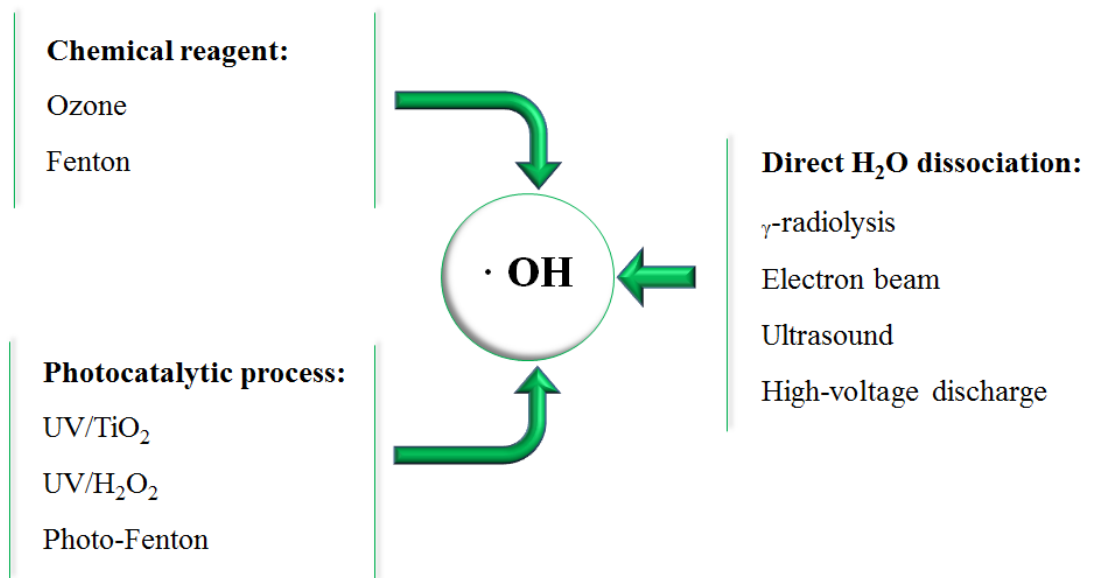 Chemical reagent:
Ozone
Fenton
Direct H₂O dissociation:
γ-radiolysis
Electron beam
Ultrasound
High-voltage discharge
· OH
Photocatalytic process:
UV/TiO₂
UV/H₂O₂
Photo-Fenton